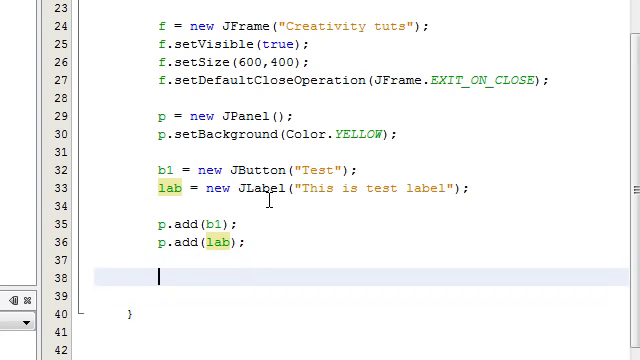 23
24 f = new JFrame("Creativity tuts");
25 f.setVisible(true);
26 f.setSize(600,400);
27 f.setDefaultCloseOperation(JFrame.EXIT_ON_CLOSE);
28
29 p = new JPanel();
30 p.setBackground(Color.YELLOW);
31
32 b1 = new JButton("Test");
33 lab = new JLabel("This is test label");
34
35 p.add(b1);
36 p.add(lab);
37
38
39
40 }
41
42